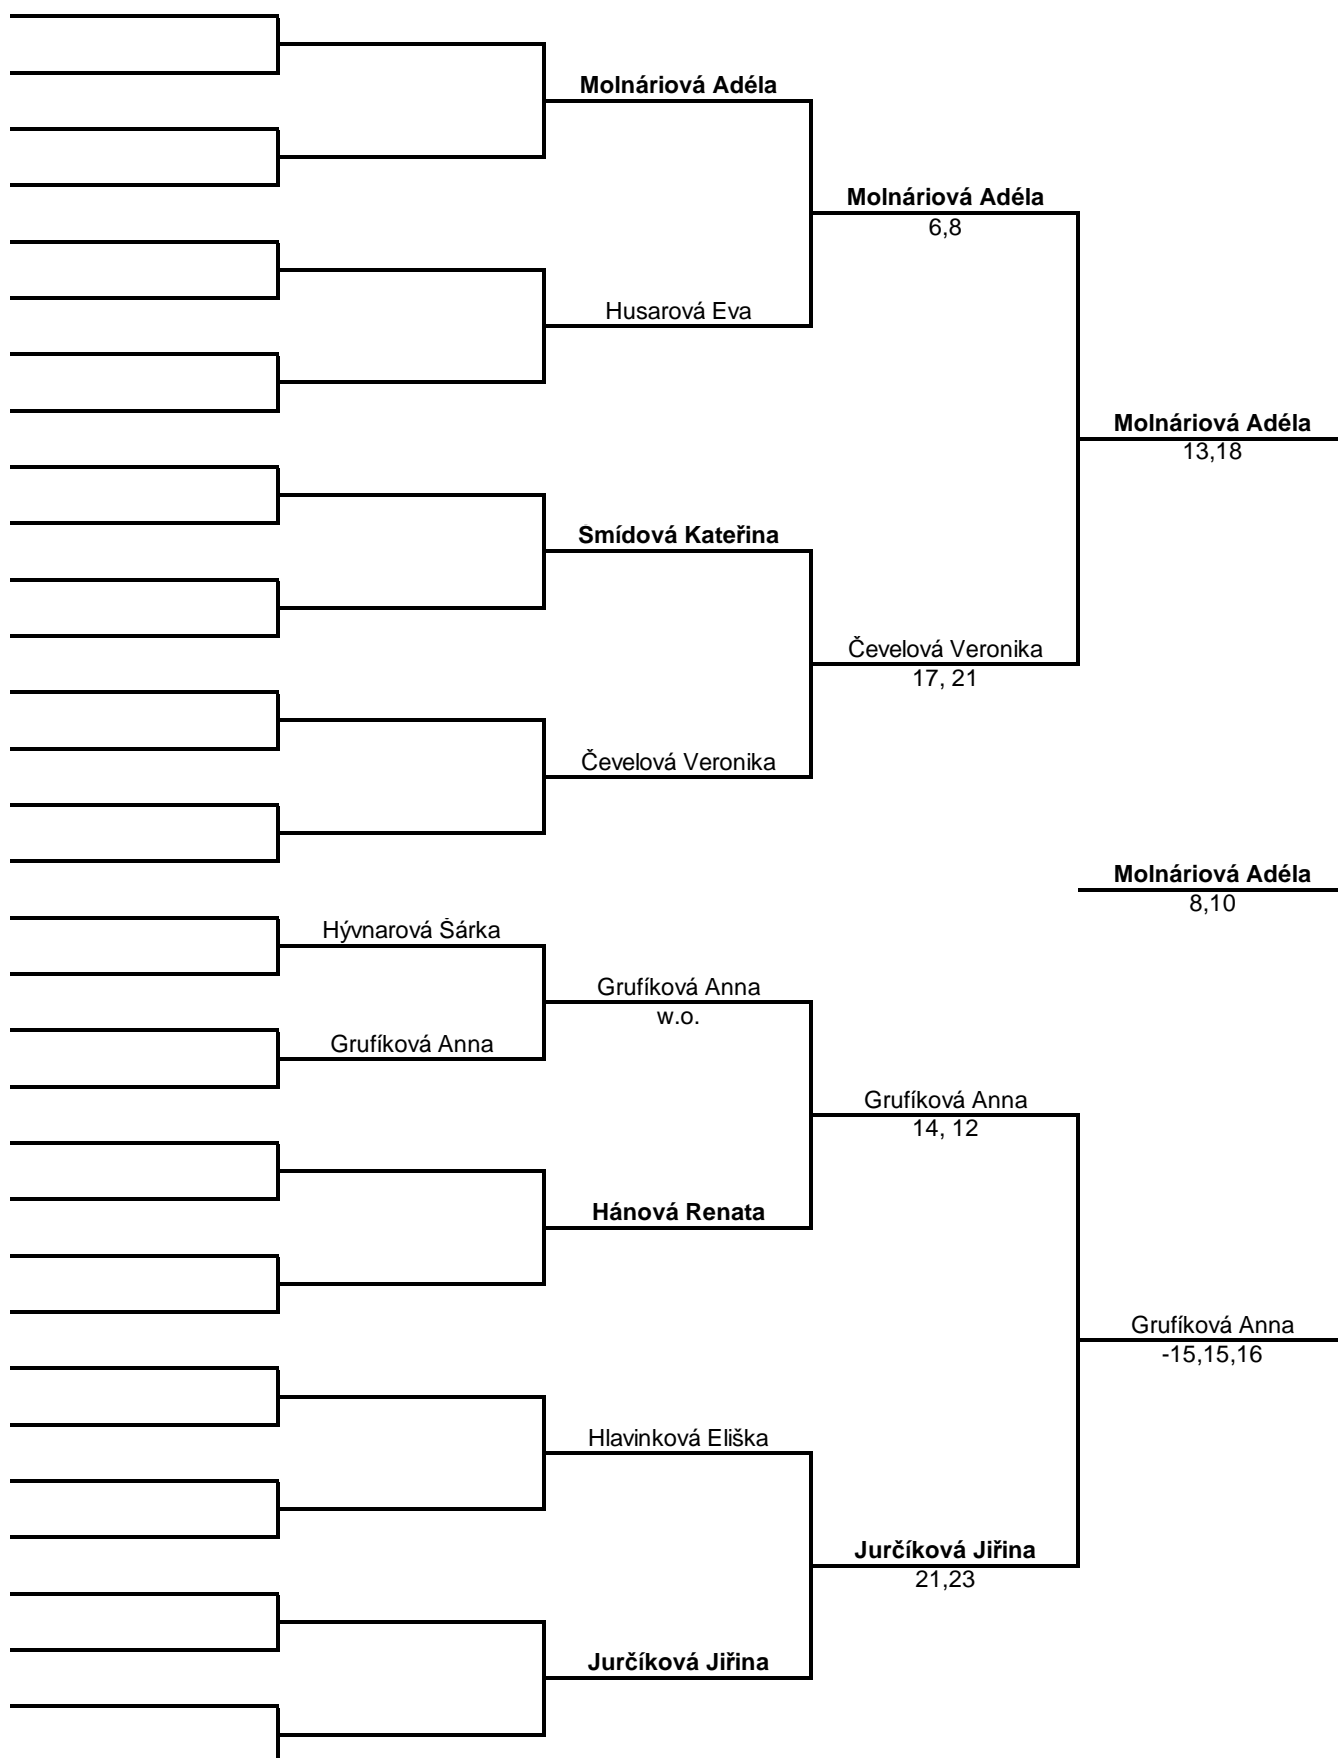 Molnáriová Adéla
Molnáriová Adéla
6,8
Husarová Eva
Molnáriová Adéla
13,18
Smídová Kateřina
Čevelová Veronika
17, 21
Čevelová Veronika
Molnáriová Adéla
8,10
Hývnarová Šárka
Grufíková Anna
w.o.
Grufíková Anna
Grufíková Anna
14, 12
Hánová Renata
Grufíková Anna
-15,15,16
Hlavinková Eliška
Jurčíková Jiřina
21,23
Jurčíková Jiřina